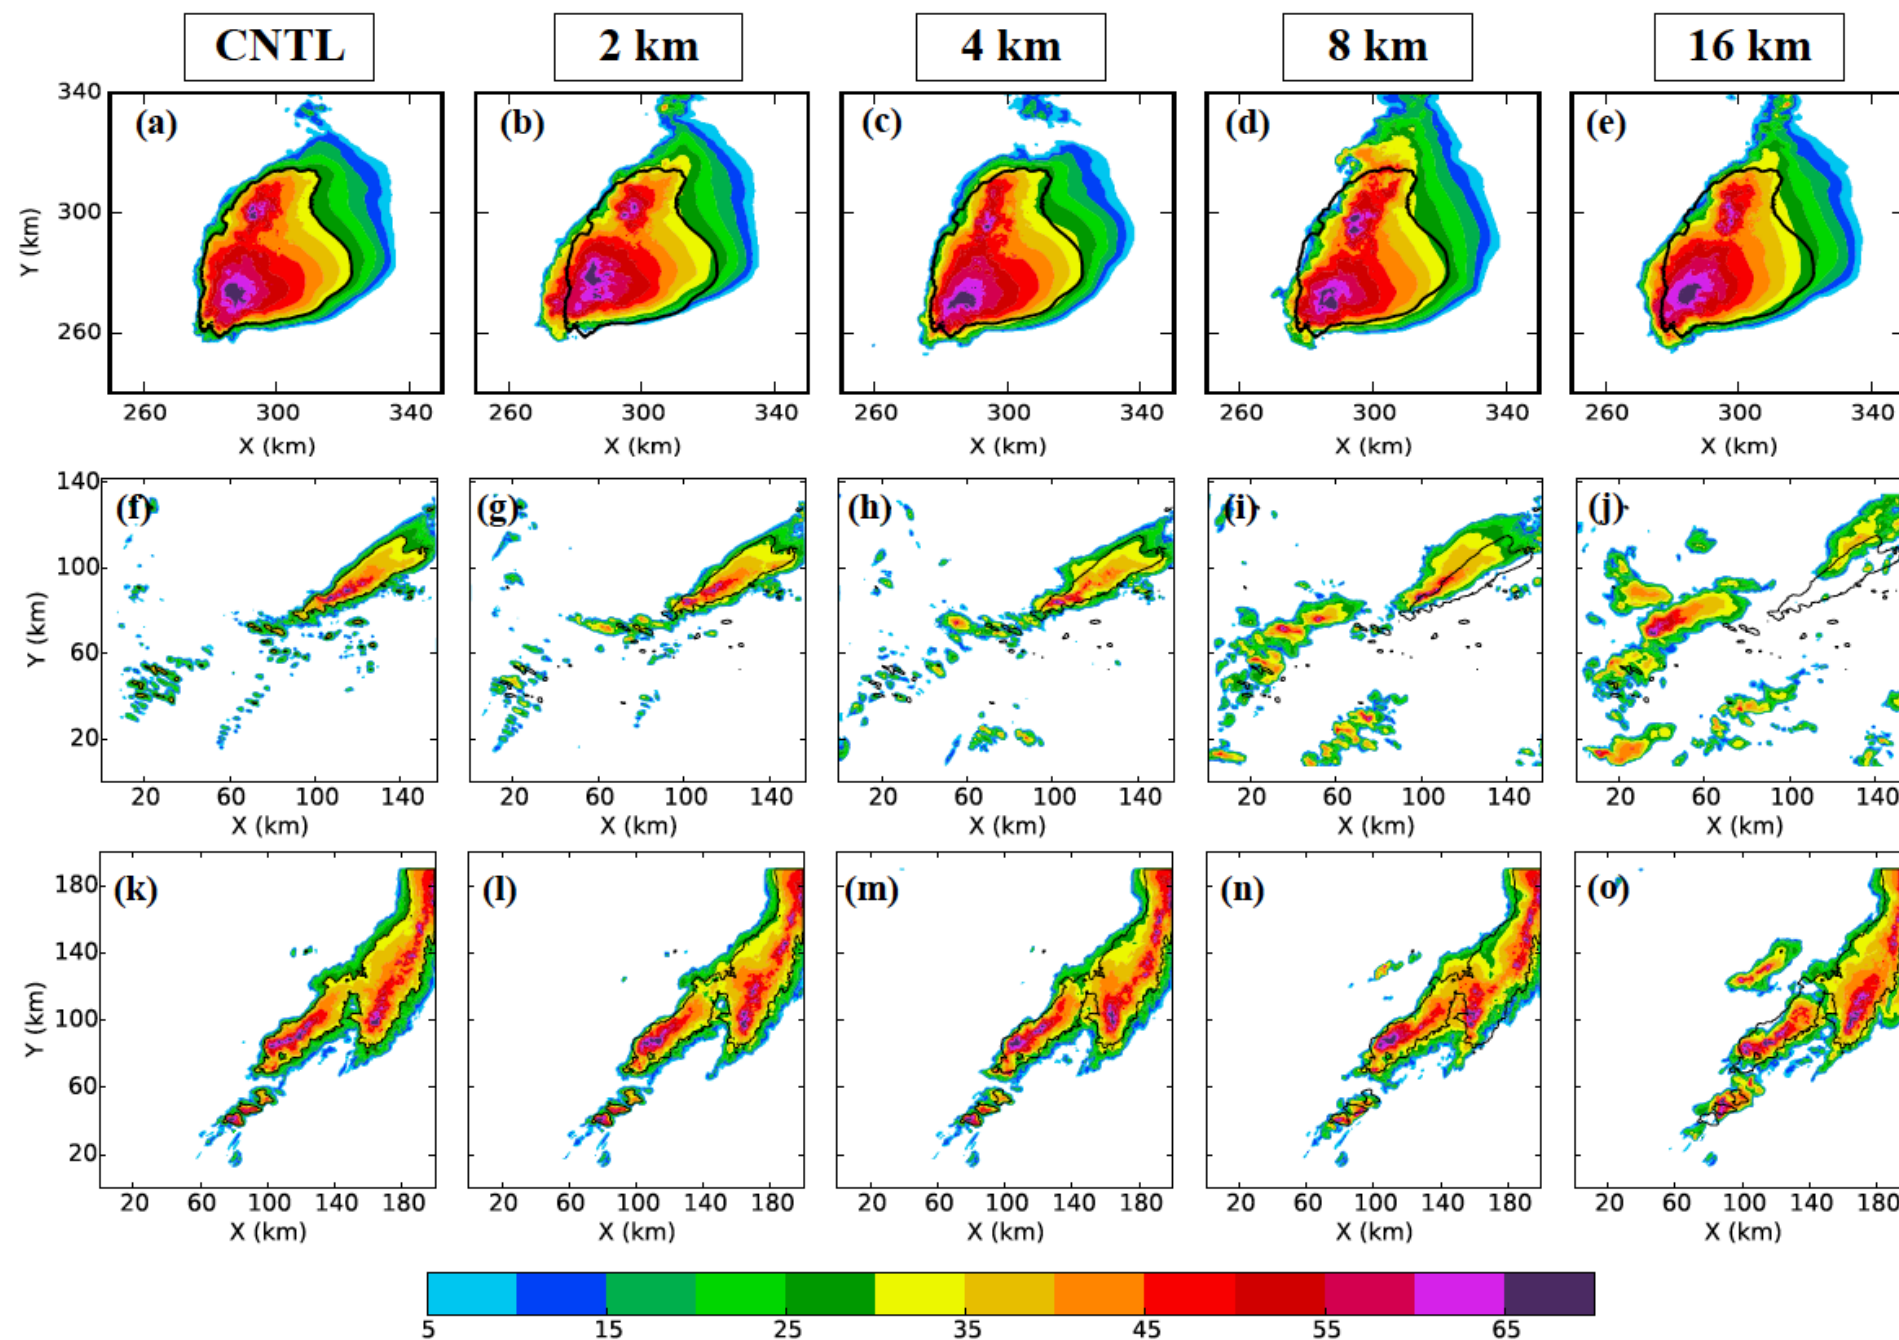 CNTL 2 km 4 km 8 km 16 km
340
(a) (b) (c) (d) (e)
300
Y (km)
260
260 300 340 260 300 340 260 300 340 260 300 340 260 300 340
X (km) X (km) X (km) X (km) X (km)
140
(f) (g) (h) (i) (j)
100
Y (km)
60
20
20 60 100 140 20 60 100 140 20 60 100 140 20 60 100 140 20 60 100 140
X (km) X (km) X (km) X (km) X (km)
180
(k) (l) (m) (n) (o)
140
100
Y (km)
60
20
20 60 100 140 180 20 60 100 140 180 20 60 100 140 180 20 60 100 140 180 20 60 100 140 180
X (km) X (km) X (km) X (km) X (km)
5 15 25 35 45 55 65